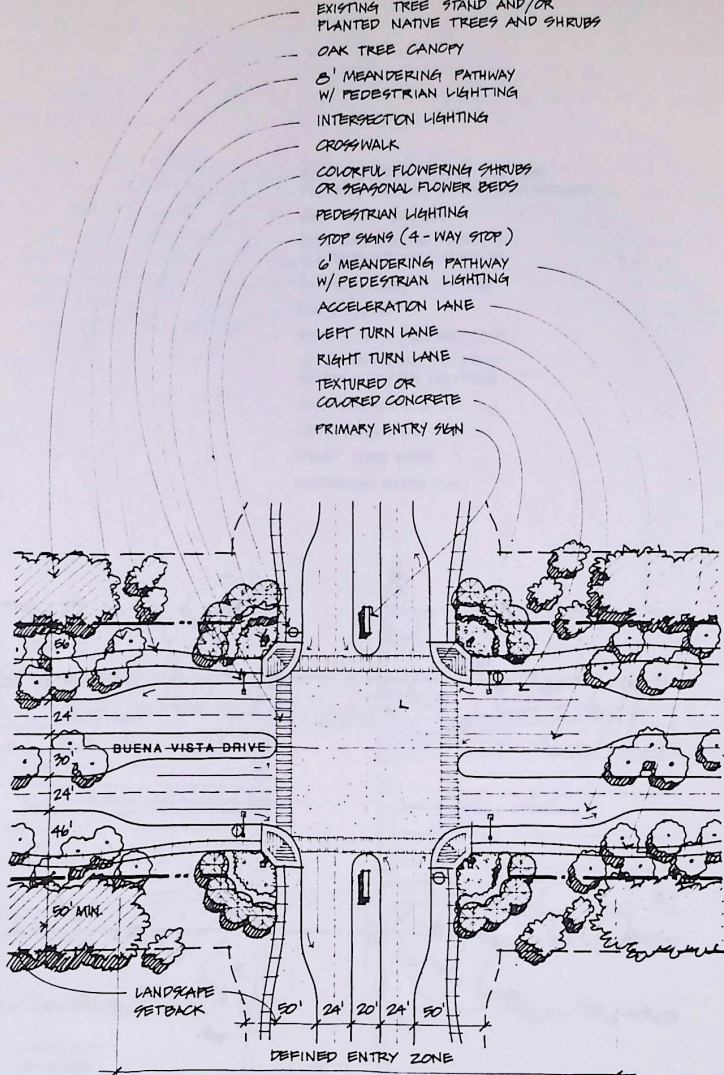 EXISTING TREE STAND AND/OR
PLANTED NATIVE TREES AND SHRUBS
OAK TREE CANOPY
8' MEANDERING PATHWAY
W/ PEDESTRIAN LIGHTING
INTERSECTION LIGHTING
CROSSWALK
COLORFUL FLOWERING SHRUBS
OR SEASONAL FLOWER BEDS
PEDESTRIAN LIGHTING
STOP SIGNS (4-WAY STOP)
6' MEANDERING PATHWAY
W/ PEDESTRIAN LIGHTING
ACCELERATION LANE
LEFT TURN LANE
RIGHT TURN LANE
TEXTURED OR
COLORED CONCRETE
PRIMARY ENTRY SIGN
56'
24'
BUENA VISTA DRIVE
30'
24'
46'
50' MIN.
LANDSCAPE
SETBACK
50' 24' 20' 24' 50'
DEFINED ENTRY ZONE